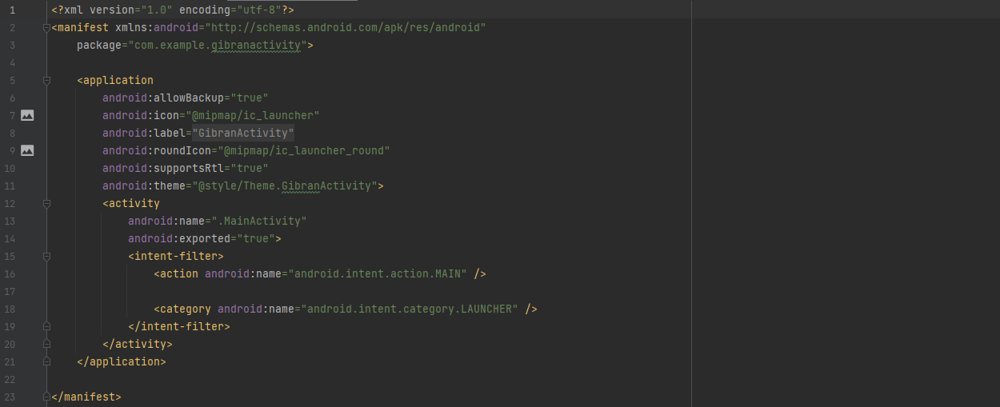 1 <?xml version="1.0" encoding="utf-8"?>
2 <manifest xmlns:android="http://schemas.android.com/apk/res/android"
3     package="com.example.gibranactivity">
4
5     <application
6         android:allowBackup="true"
7         android:icon="@mipmap/ic_launcher"
8         android:label="GibranActivity"
9         android:roundIcon="@mipmap/ic_launcher_round"
10         android:supportsRtl="true"
11         android:theme="@style/Theme.GibranActivity">
12         <activity
13             android:name=".MainActivity"
14             android:exported="true">
15             <intent-filter>
16                 <action android:name="android.intent.action.MAIN" />
17
18                 <category android:name="android.intent.category.LAUNCHER" />
19             </intent-filter>
20         </activity>
21     </application>
22
23 </manifest>